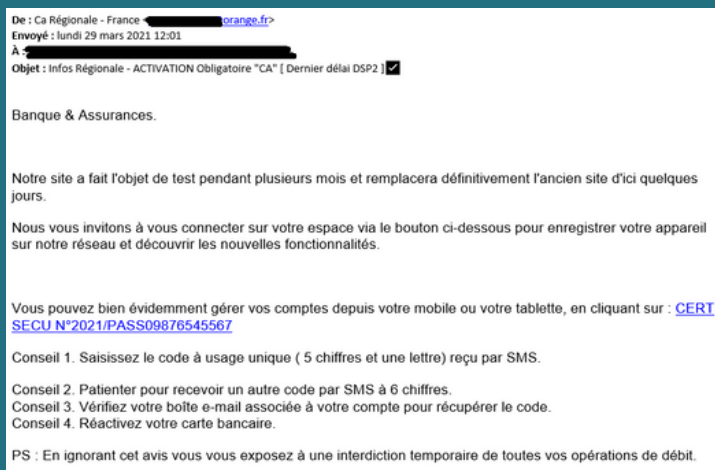 De : Ca Régionale - France < orange.fr>
Envoyé : lundi 29 mars 2021 12:01
À :
Objet : Infos Régionale - ACTIVATION Obligatoire "CA" [ Dernier délai DSP2 ]
Banque & Assurances.
Notre site a fait l'objet de test pendant plusieurs mois et remplacera définitivement l'ancien site d'ici quelques
jours.
Nous vous invitons à vous connecter sur votre espace via le bouton ci-dessous pour enregistrer votre appareil
sur notre réseau et découvrir les nouvelles fonctionnalités.
Vous pouvez bien évidemment gérer vos comptes depuis votre mobile ou votre tablette, en cliquant sur : CERT
SECU N°2021/PASS09876545567
Conseil 1. Saisissez le code à usage unique ( 5 chiffres et une lettre) reçu par SMS.
Conseil 2. Patienter pour recevoir un autre code par SMS à 6 chiffres.
Conseil 3. Vérifiez votre boîte e-mail associée à votre compte pour récupérer le code.
Conseil 4. Réactivez votre carte bancaire.
PS : En ignorant cet avis vous vous exposez à une interdiction temporaire de toutes vos opérations de débit.